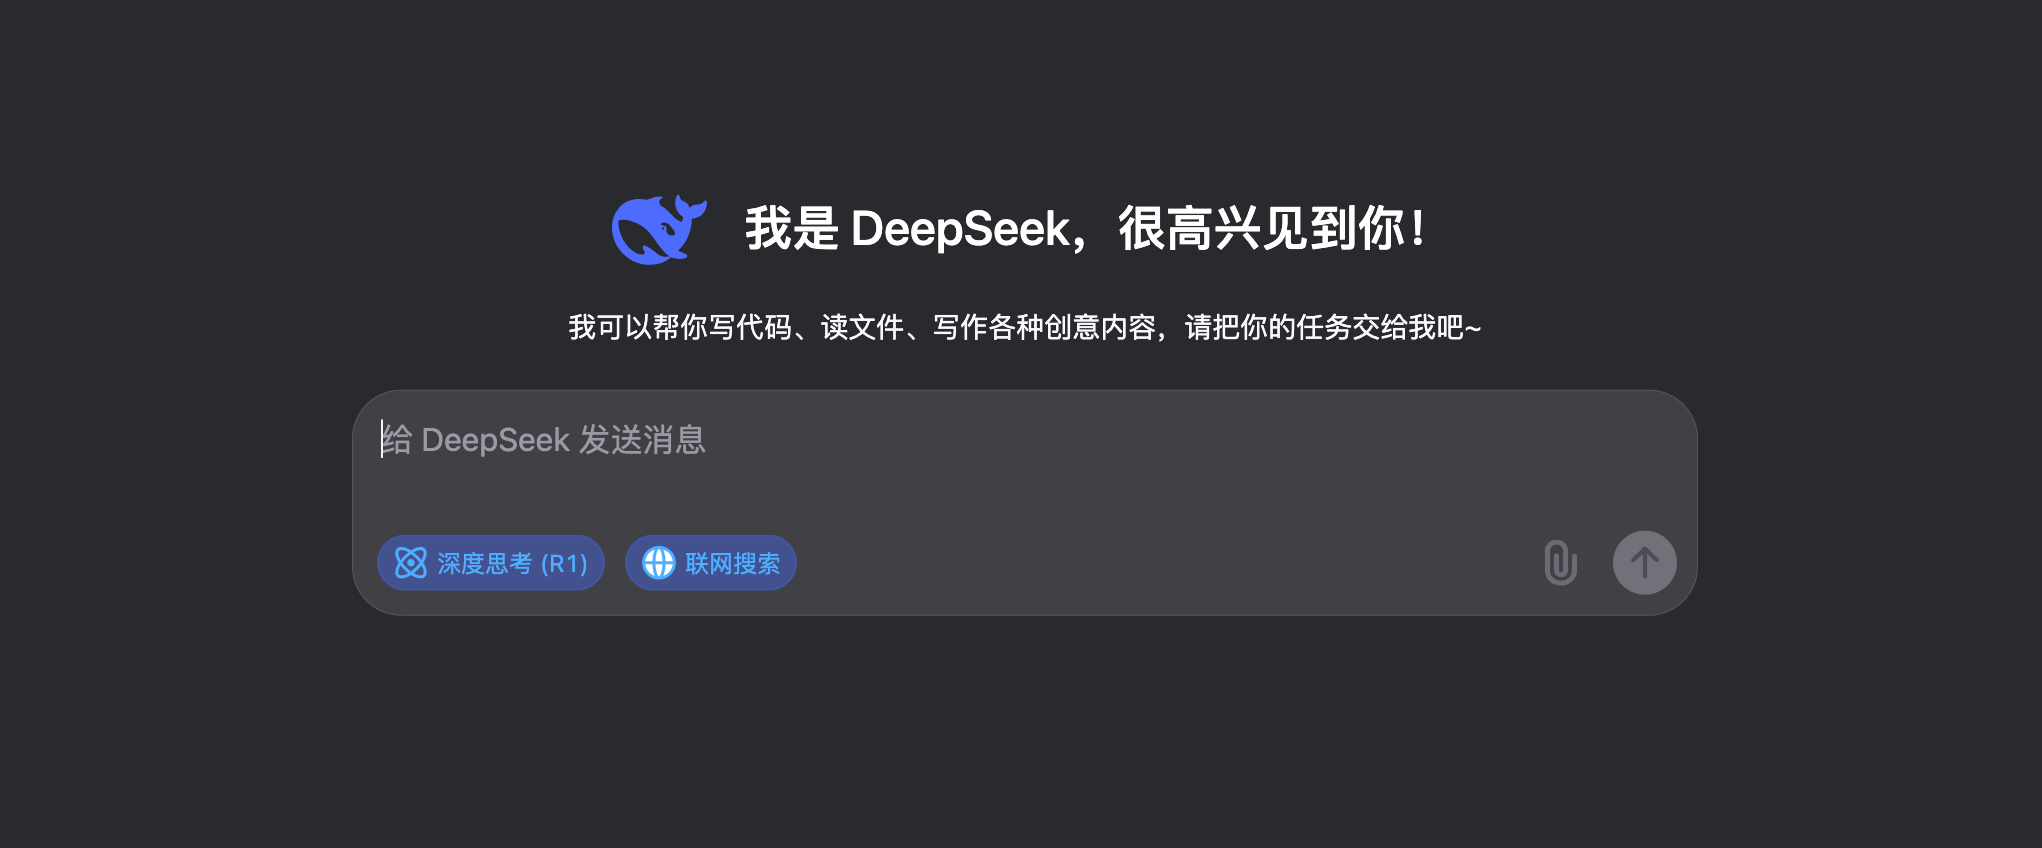 我是 DeepSeek，很高兴见到你！
我可以帮你写代码、读文件、写作各种创意内容，请把你的任务交给我吧~
给 DeepSeek 发送消息
深度思考 (R1)
联网搜索